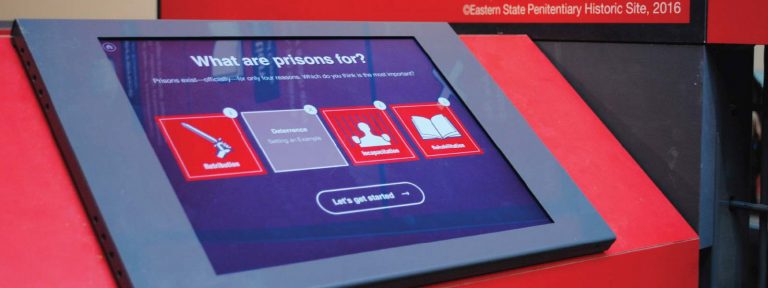 ©Eastern State Penitentiary Historic Site, 2016
What are prisons for?
Prisons exist—officially—for only four reasons. Which do you think is the most important?
Retribution
Deterrence
Setting an Example
Incapacitation
Rehabilitation
Let's get started →